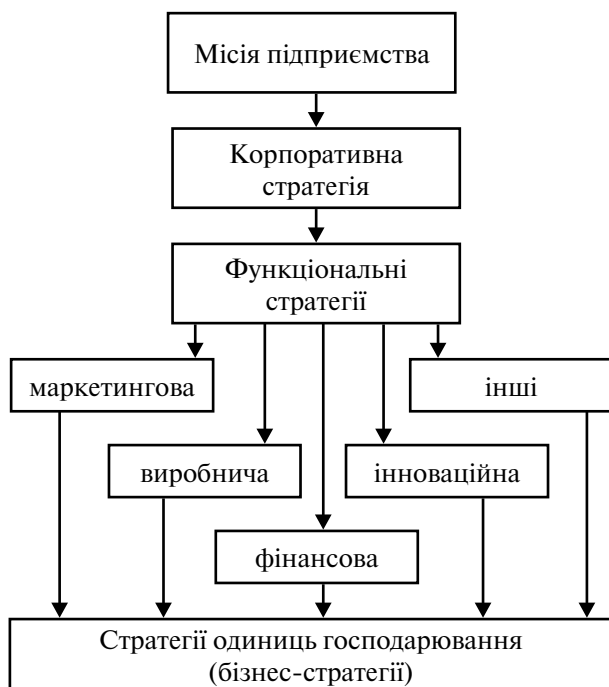 Місія підприємства
Корпоративна
стратегія
Функціональні
стратегії
маркетингова
інші
виробнича
інноваційна
фінансова
Стратегії одиниць господарювання
(бізнес-стратегії)